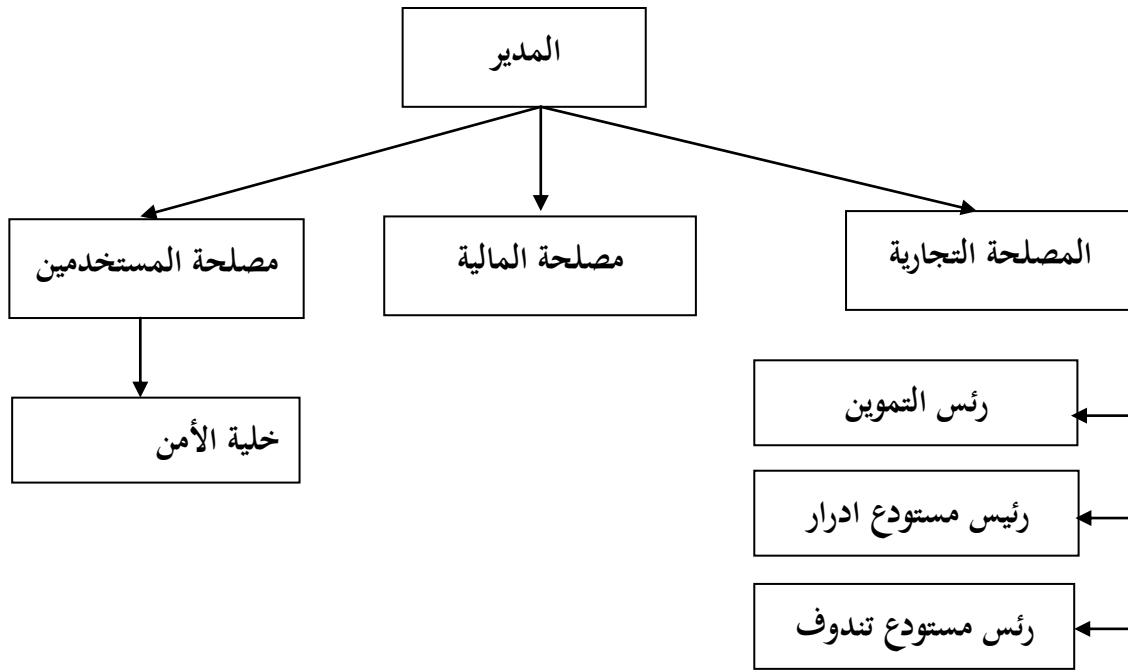 المدير
المصلحة التجارية
مصلحة المالية
مصلحة المستخدمين
رئس التموين
خلية الأمن
رئيس مستودع ادرار
رئس مستودع تندوف